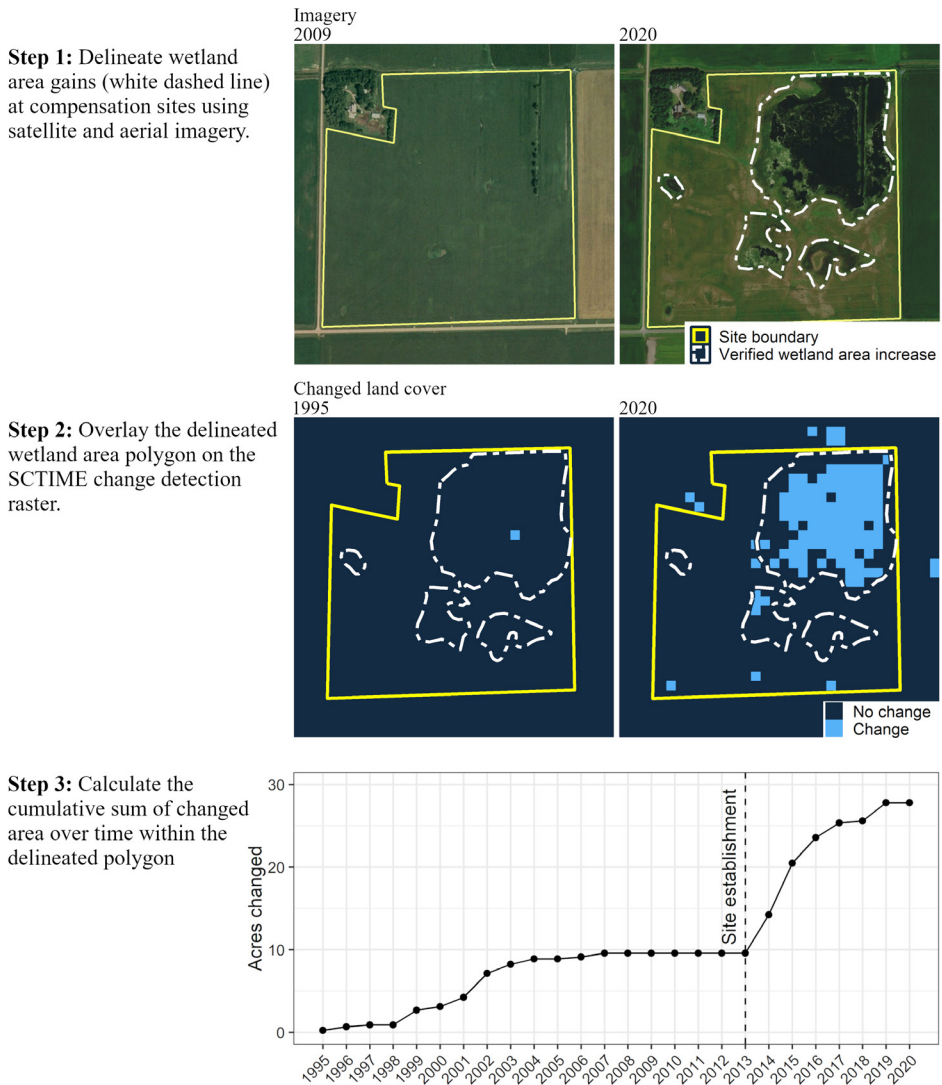 Imagery
2009
2020
Step 1: Delineate wetland
area gains (white dashed line)
at compensation sites using
satellite and aerial imagery.
Site boundary
Verified wetland area increase
Changed land cover
1995
2020
Step 2: Overlay the delineated
wetland area polygon on the
SCTIME change detection
raster.
No change
Change
Step 3: Calculate the
cumulative sum of changed
area over time within the
delineated polygon
Acres changed
30
20
10
0
Site establishment
1995
1996
1997
1998
1999
2000
2001
2002
2003
2004
2005
2006
2007
2008
2009
2010
2011
2012
2013
2014
2015
2016
2017
2018
2019
2020